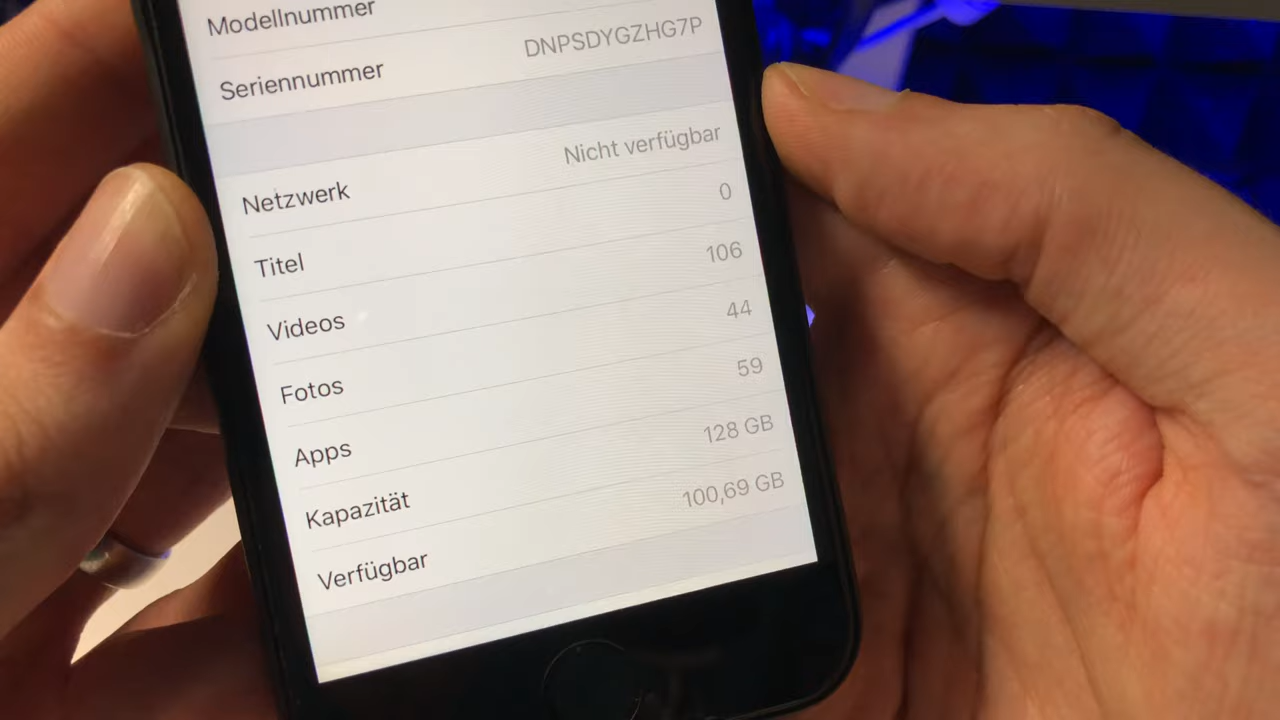 Modellnummer
Seriennummer DNPSDYGZHG7P
Netzwerk Nicht verfügbar
Titel 0
Videos 106
Fotos 44
Apps 59
Kapazität 128 GB
Verfügbar 100,69 GB